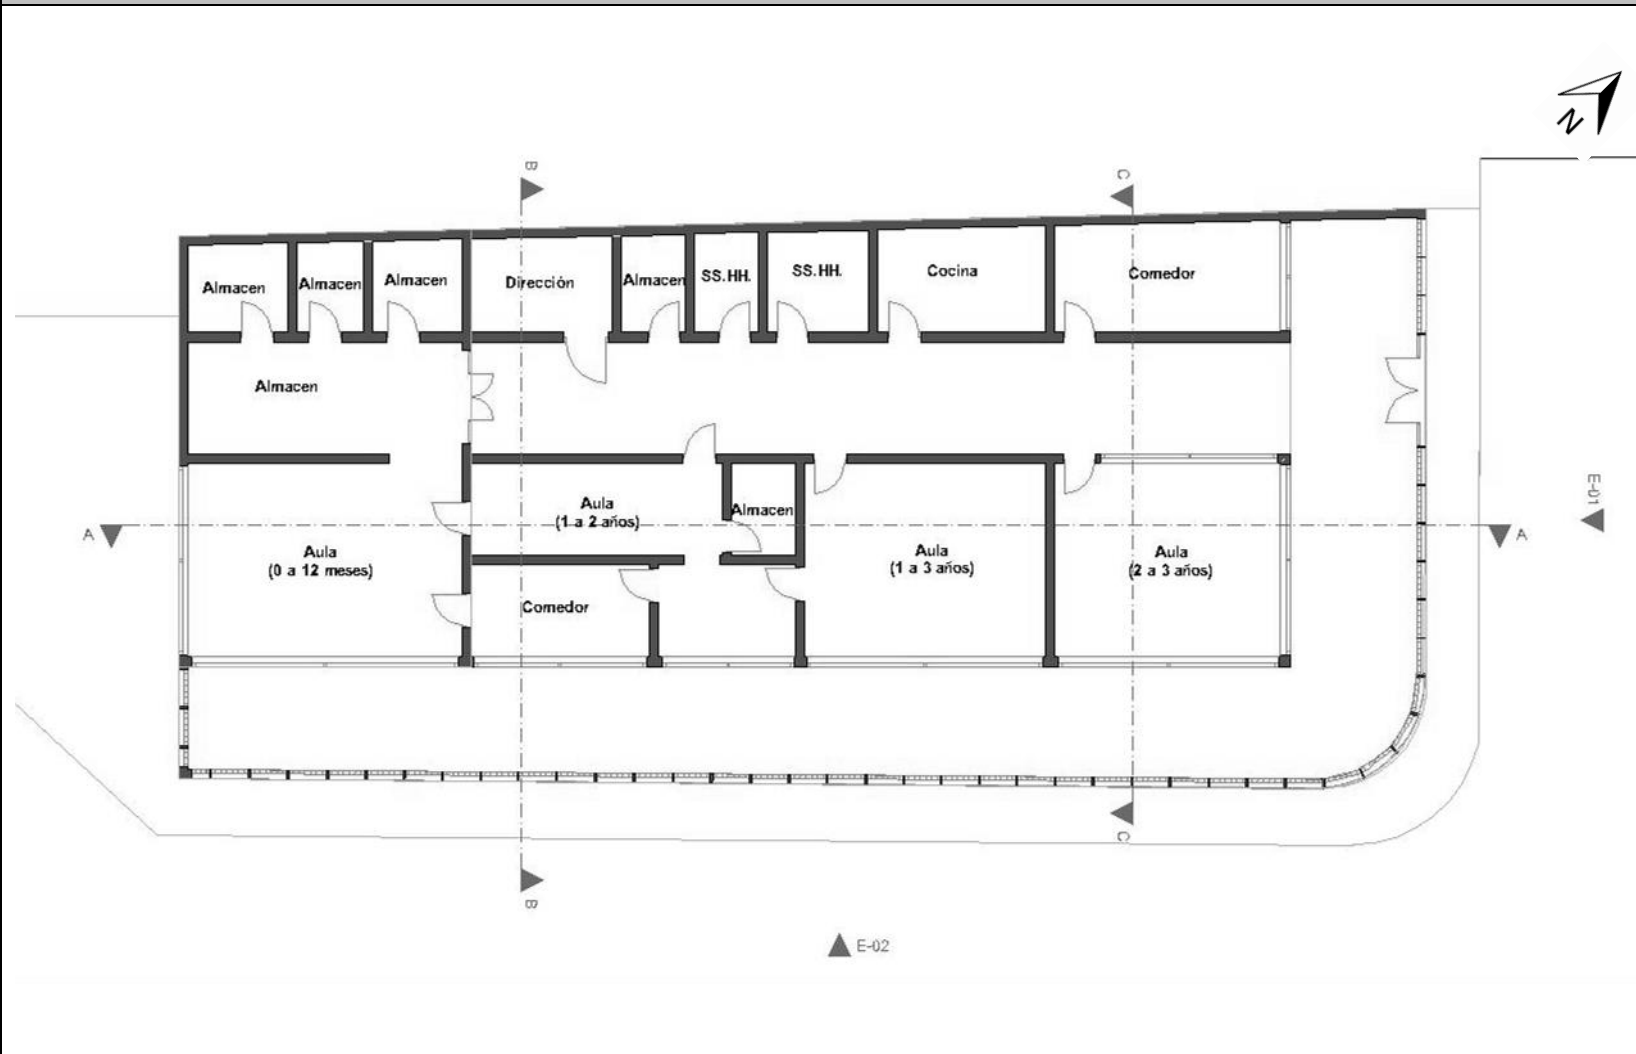 N
B
C
Almacen
Almacen
Almacen
Dirección
Almacen
SS.HH.
SS.HH.
Cocina
Comedor
Almacen
E-01
A
Aula
(1 a 2 años)
Almacen
A
Aula
(0 a 12 meses)
Aula
(1 a 3 años)
Aula
(2 a 3 años)
Comedor
C
B
E-02